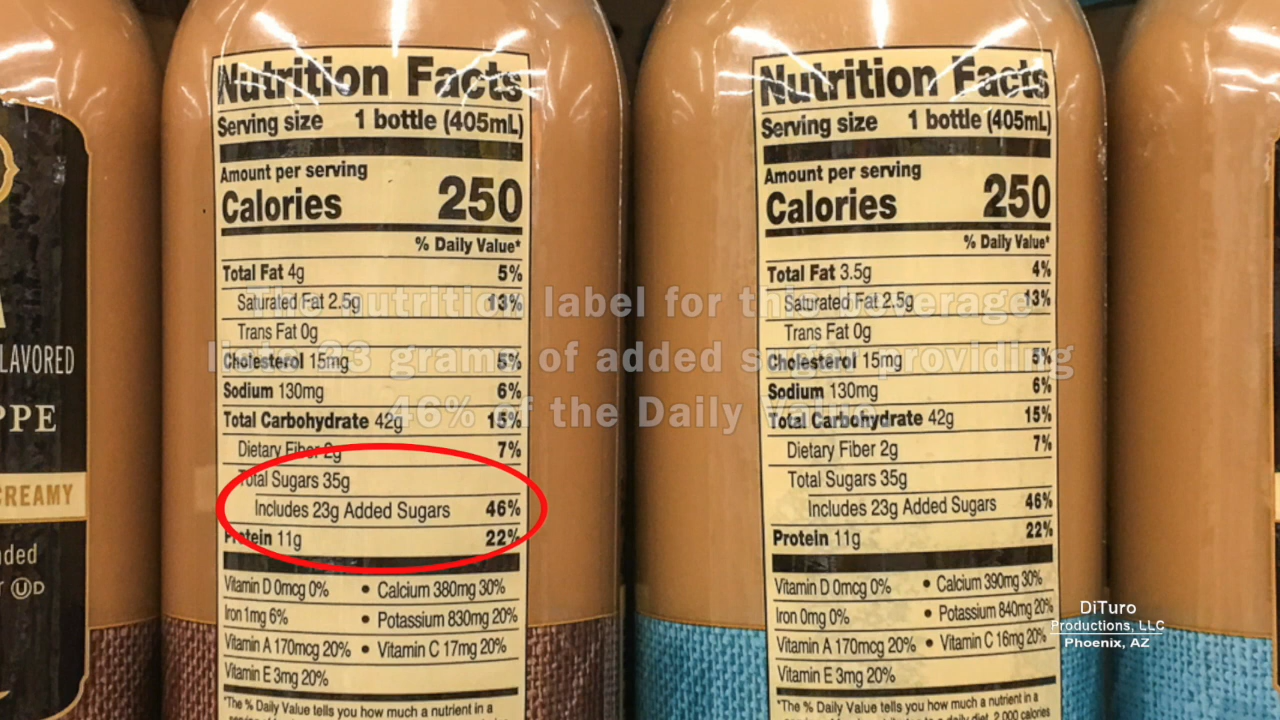 LAVORED
PPE
CREAMY
Nutrition Facts
Serving size 1 bottle (405mL)
Amount per serving
Calories 250
% Daily Value*
Total Fat 4g 5%
Saturated Fat 2.5g 13%
Trans Fat 0g
Cholesterol 15mg 5%
Sodium 130mg 6%
Total Carbohydrate 42g 15%
Dietary Fiber 2g 7%
Total Sugars 35g
Includes 23g Added Sugars 46%
Protein 11g 22%
Vitamin D 0mcg 0% • Calcium 380mg 30%
Iron 1mg 6% • Potassium 830mg 20%
Vitamin A 170mcg 20% • Vitamin C 17mg 20%
Vitamin E 3mg 20%
*The % Daily Value tells you how much a nutrient in a
Nutrition Facts
Serving size 1 bottle (405mL)
Amount per serving
Calories 250
% Daily Value*
Total Fat 3.5g 4%
Saturated Fat 2.5g 13%
Trans Fat 0g
Cholesterol 15mg 5%
Sodium 130mg 6%
Total Carbohydrate 42g 15%
Dietary Fiber 2g 7%
Total Sugars 35g
Includes 23g Added Sugars 46%
Protein 11g 22%
Vitamin D 0mcg 0% • Calcium 390mg 30%
Iron 0mg 0% • Potassium 840mg 20%
Vitamin A 170mcg 20% • Vitamin C 16mg 20%
Vitamin E 3mg 20%
*The % Daily Value tells you how much a nutrient in a
The nutrition label for this beverage
lists 23 grams of added sugar providing
46% of the Daily Value.
DiTuro
Productions, LLC
Phoenix, AZ